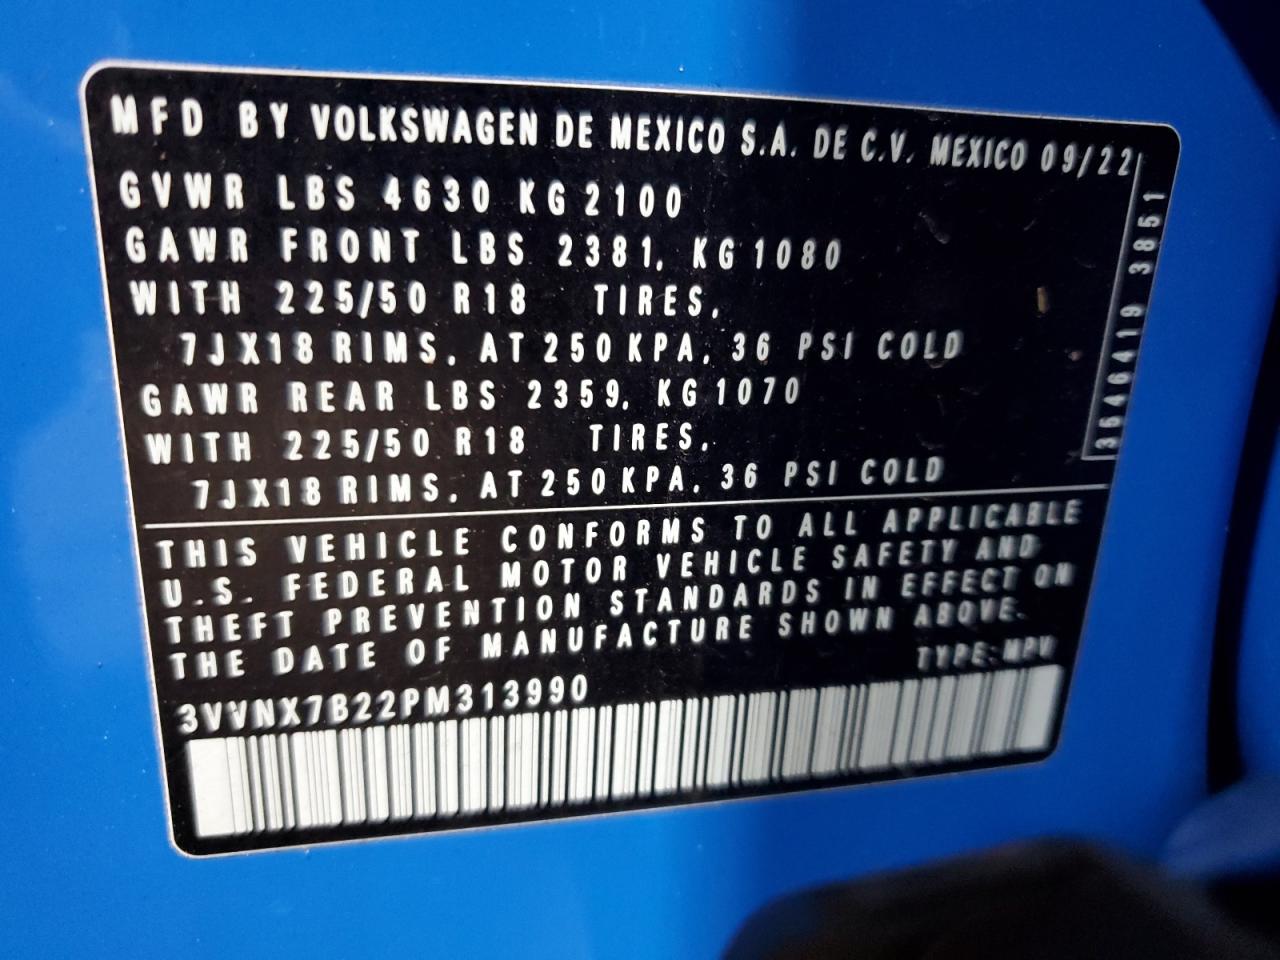 MFD BY VOLKSWAGEN DE MEXICO S.A. DE C.V. MEXICO 09/22
GVWR LBS 4630 KG 2100
GAWR FRONT LBS 2381, KG 1080
WITH 225/50 R18 TIRES,
7JX18 RIMS, AT 250 KPA, 36 PSI COLD
GAWR REAR LBS 2359, KG 1070
WITH 225/50 R18 TIRES,
7JX18 RIMS, AT 250 KPA, 36 PSI COLD
THIS VEHICLE CONFORMS TO ALL APPLICABLE
U.S. FEDERAL MOTOR VEHICLE SAFETY AND
THEFT PREVENTION STANDARDS IN EFFECT ON
THE DATE OF MANUFACTURE SHOWN ABOVE.
TYPE: MPV
3VVNX7B22PM313990
3546419 3851